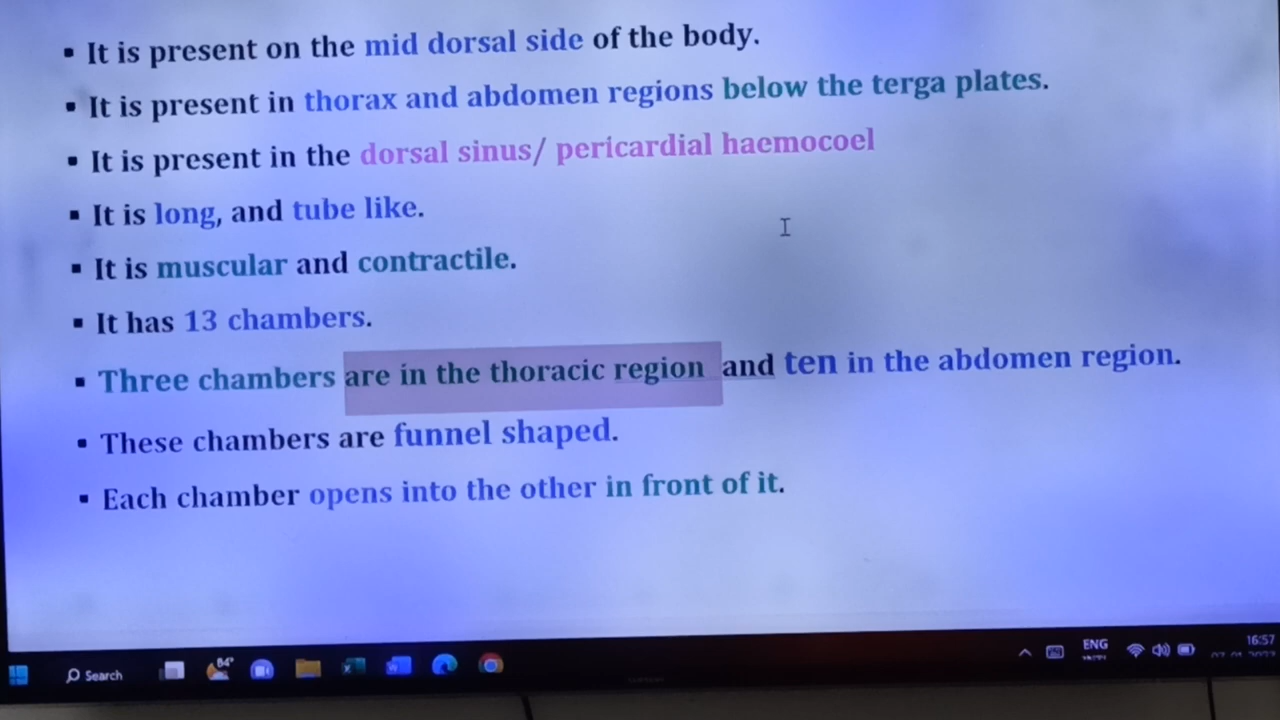 ▪ It is present on the mid dorsal side of the body.
▪ It is present in thorax and abdomen regions below the terga plates.
▪ It is present in the dorsal sinus/ pericardial haemocoel
▪ It is long, and tube like.
▪ It is muscular and contractile.
▪ It has 13 chambers.
▪ Three chambers are in the thoracic region and ten in the abdomen region.
▪ These chambers are funnel shaped.
▪ Each chamber opens into the other in front of it.
Search 84° ENG 16:57